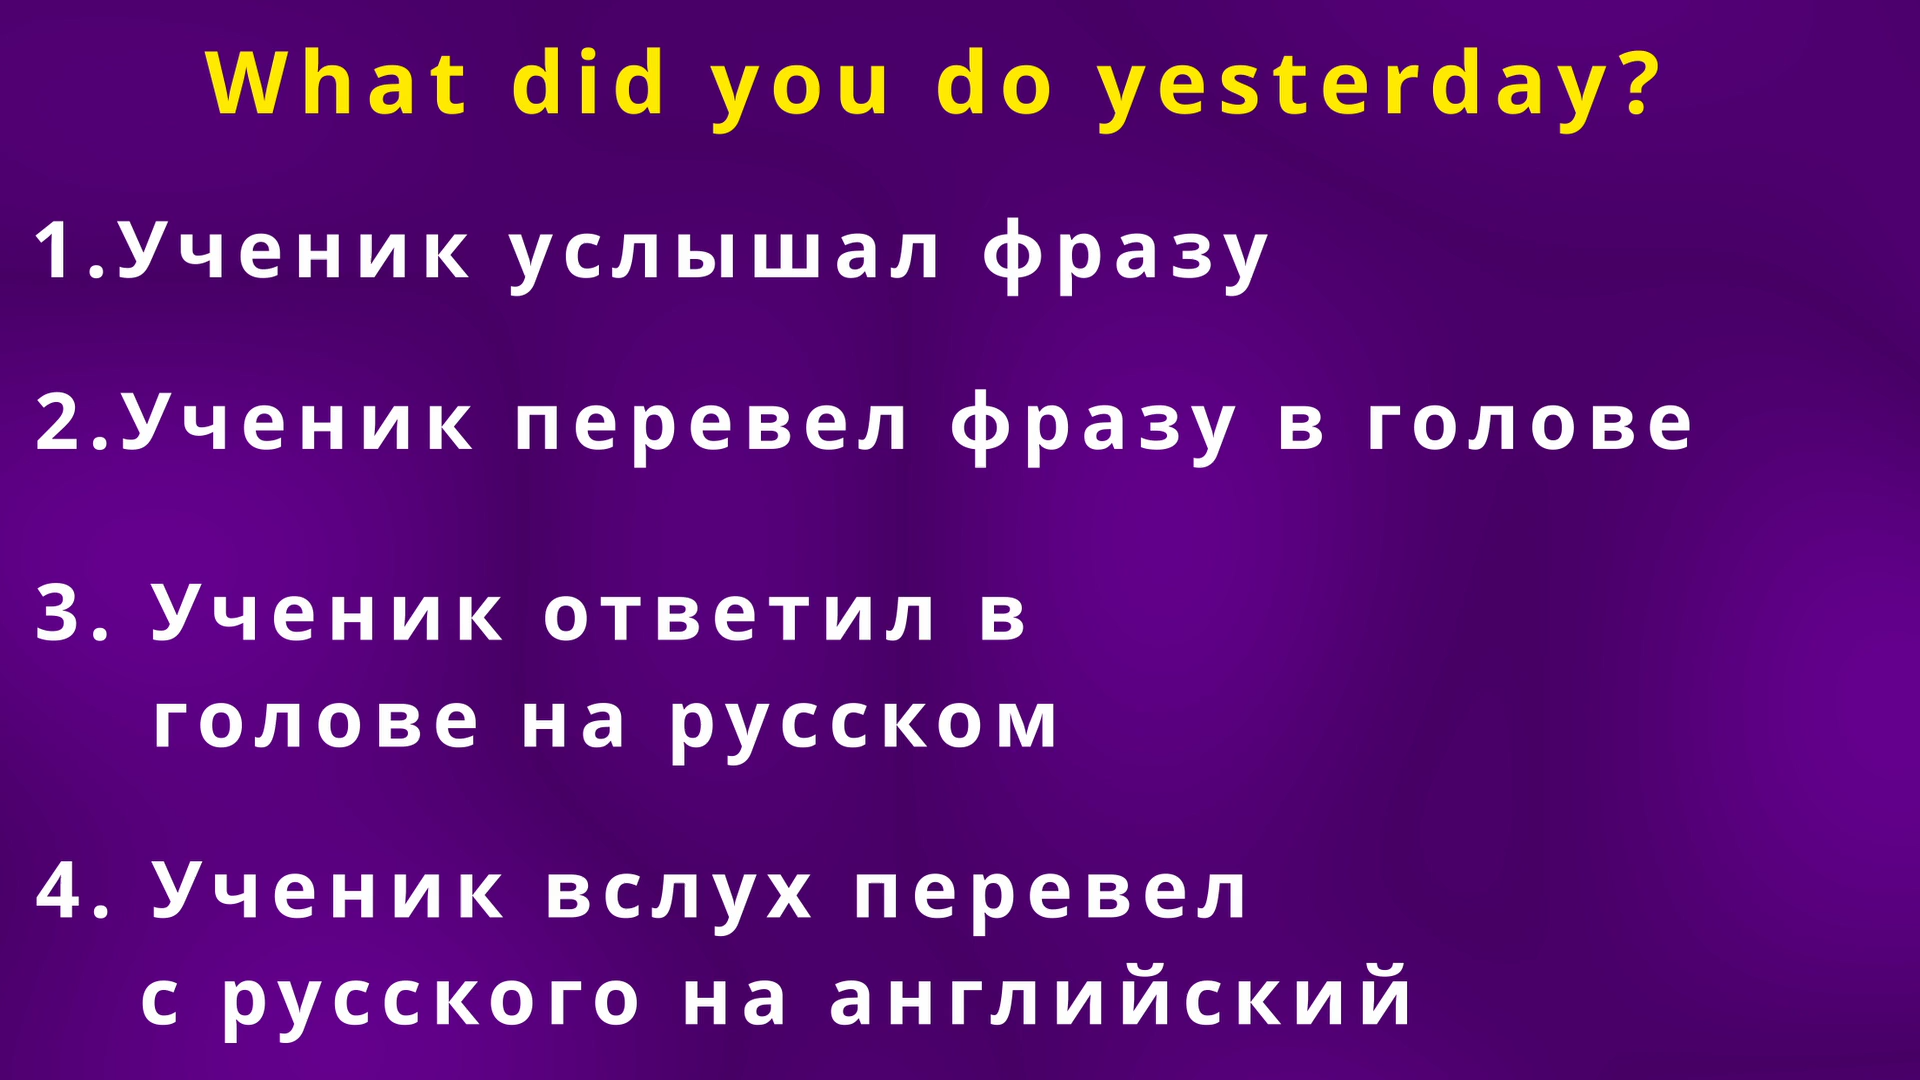 What did you do yesterday?
1.Ученик услышал фразу
2.Ученик перевел фразу в голове
3. Ученик ответил в
голове на русском
4. Ученик вслух перевел
с русского на английский